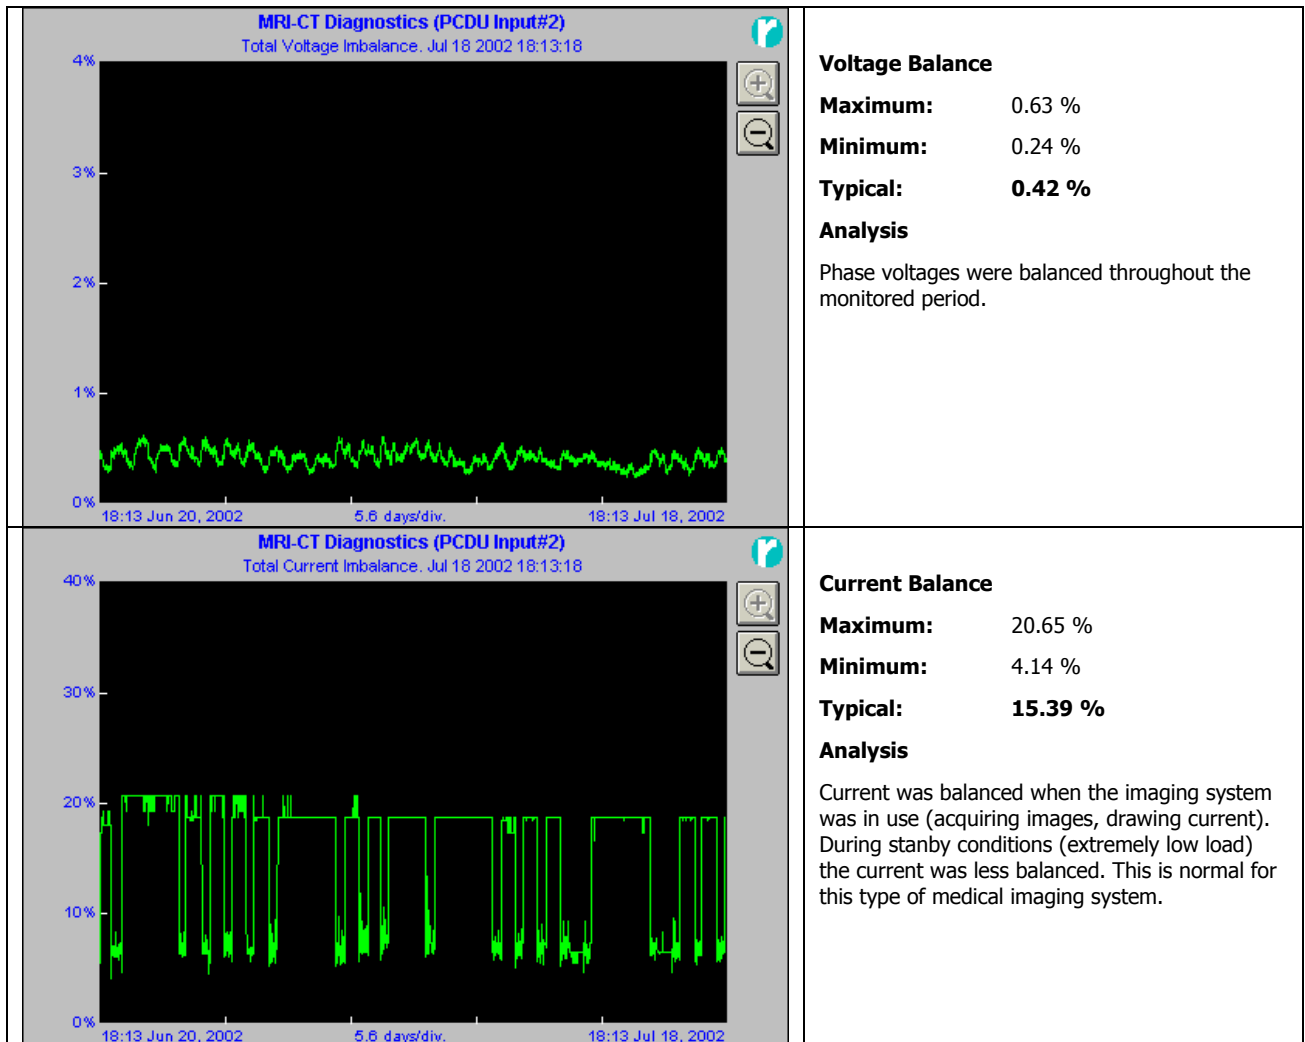 MRI-CT Diagnostics (PCDU Input#2)
Total Voltage Imbalance. Jul 18 2002 18:13:18
4%
3%
2%
1%
0%
18:13 Jun 20, 2002
5.6 days/div.
18:13 Jul 18, 2002
Voltage Balance
Maximum: 0.63 %
Minimum: 0.24 %
Typical: 0.42 %
Analysis
Phase voltages were balanced throughout the
monitored period.
MRI-CT Diagnostics (PCDU Input#2)
Total Current Imbalance. Jul 18 2002 18:13:18
40%
30%
20%
10%
0%
18:13 Jun 20, 2002
5.6 days/div.
18:13 Jul 18, 2002
Current Balance
Maximum: 20.65 %
Minimum: 4.14 %
Typical: 15.39 %
Analysis
Current was balanced when the imaging system
was in use (acquiring images, drawing current).
During stanby conditions (extremely low load)
the current was less balanced. This is normal for
this type of medical imaging system.